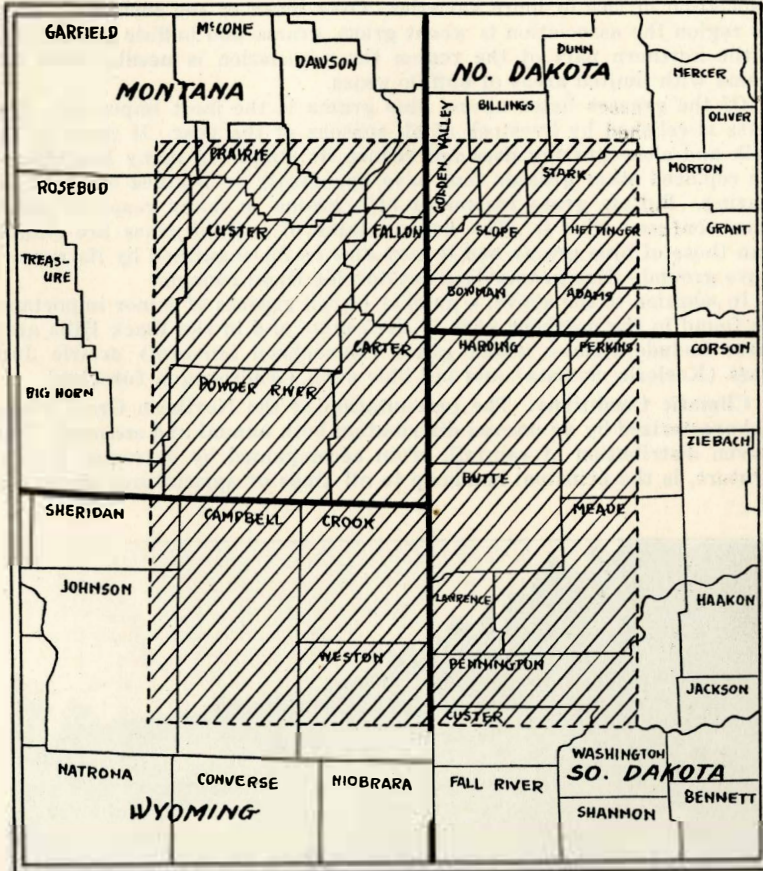 GARFIELD
McCONE
DAWSON
MONTANA
NO. DAKOTA
DUNN
MERCER
OLIVER
BILLINGS
GOLDEN VALLEY
PRAIRIE
STARK
MORTON
ROSEBUD
CUSTER
FALLON
SLOPE
HETTINGER
GRANT
TREAS-
URE
BOWMAN
ADAMS
CARTER
HARDING
PERKINS
CORSON
BIG HORN
POWDER RIVER
ZIEBACH
BUTTE
SHERIDAN
CAMPBELL
CROOK
MEADE
JOHNSON
LAWRENCE
HAAKON
WESTON
PENNINGTON
JACKSON
CUSTER
WASHINGTON
NATRONA
CONVERSE
NIOBRARA
FALL RIVER
SO. DAKOTA
BENNETT
WYOMING
SHANNON